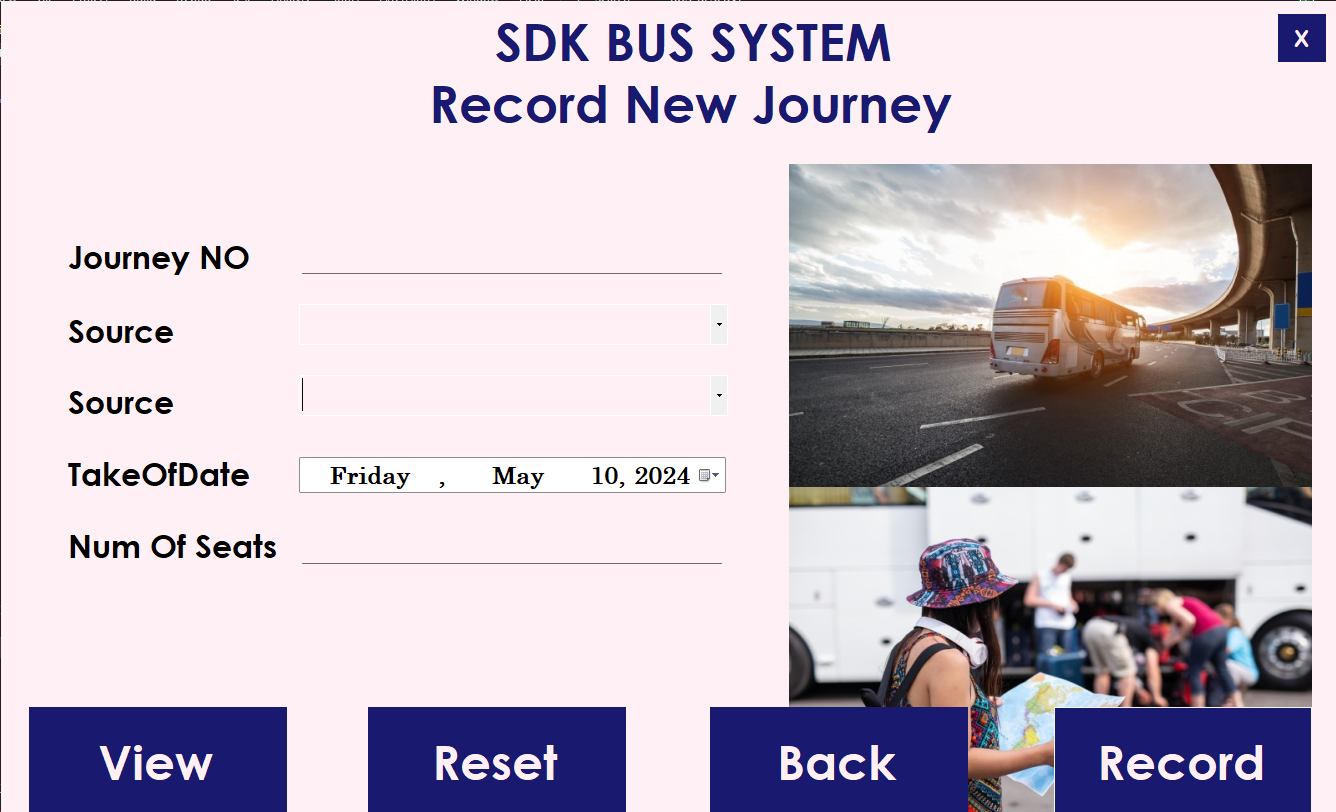 SDK BUS SYSTEM
X
Record New Journey
Journey NO
Source
Source
TakeOfDate
Friday , May 10, 2024
Num Of Seats
View
Reset
Back
Record